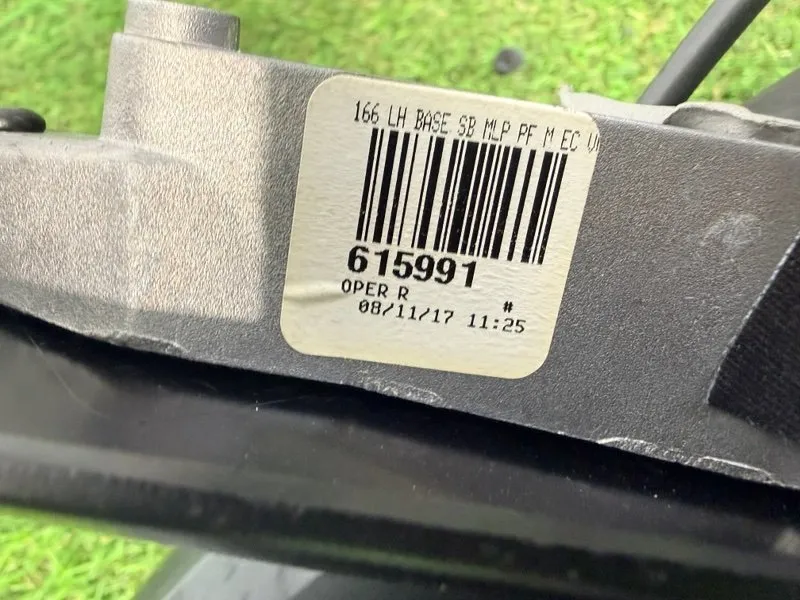 166 LH BASE SB MLP PF M EC
615991
OPER R #
08/11/17 11:25